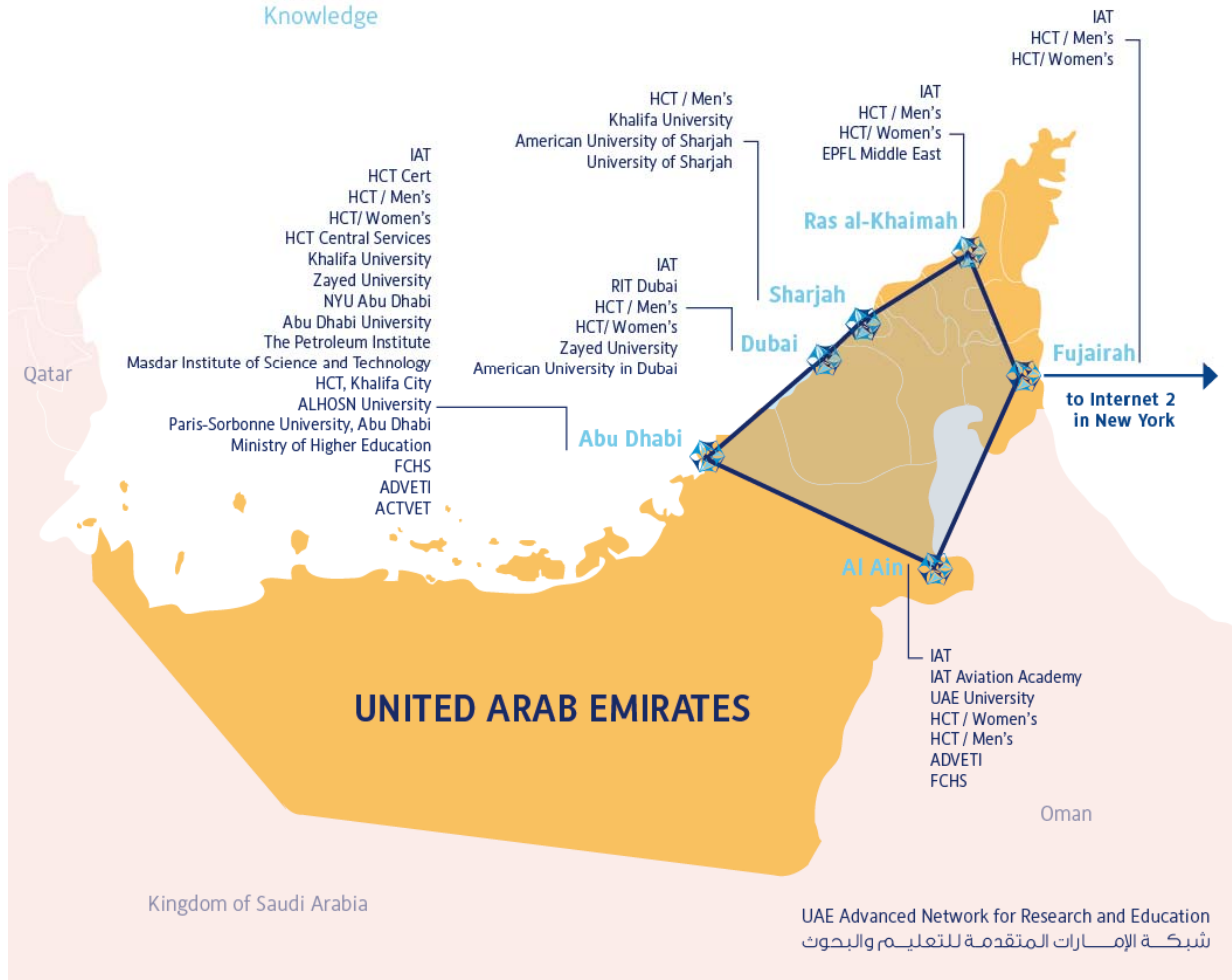 Knowledge
IAT
HCT / Men's
HCT/ Women's
HCT / Men's
Khalifa University
American University of Sharjah
University of Sharjah
IAT
HCT / Men's
HCT/ Women's
EPFL Middle East
IAT
HCT Cert
HCT / Men's
HCT/ Women's
HCT Central Services
Khalifa University
Zayed University
NYU Abu Dhabi
Abu Dhabi University
The Petroleum Institute
Masdar Institute of Science and Technology
HCT, Khalifa City
ALHOSN University
Paris-Sorbonne University, Abu Dhabi
Ministry of Higher Education
FCHS
ADVETI
ACTVET
IAT
RIT Dubai
HCT / Men's
HCT/ Women's
Zayed University
American University in Dubai
Ras al-Khaimah
Sharjah
Dubai
Fujairah
to Internet 2
in New York
Qatar
Abu Dhabi
Al Ain
IAT
IAT Aviation Academy
UAE University
HCT / Women's
HCT / Men's
ADVETI
FCHS
UNITED ARAB EMIRATES
Oman
Kingdom of Saudi Arabia
UAE Advanced Network for Research and Education
شبكـــة الإمـــــارات المتقدمـة للتعليـــم والبحوث